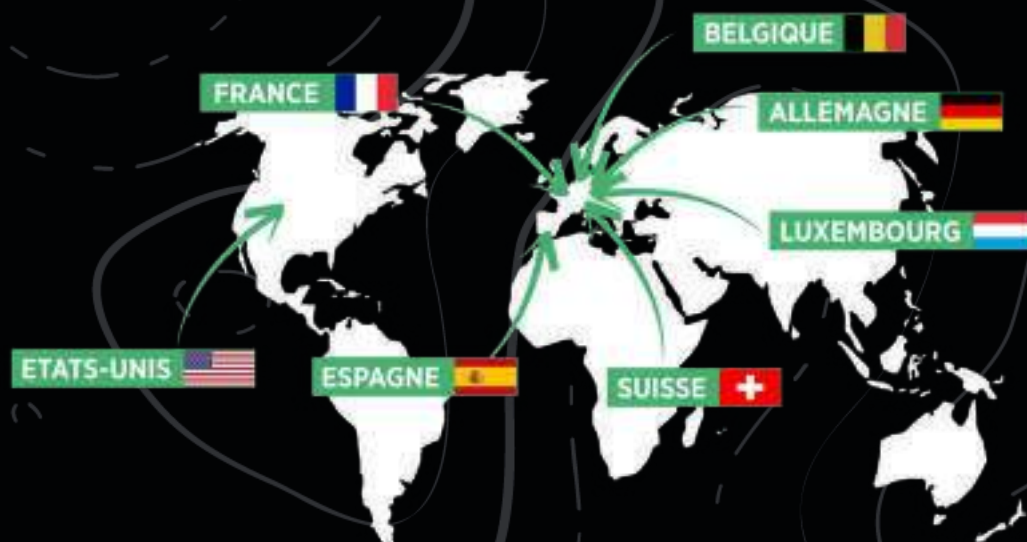 BELGIQUE
FRANCE
ALLEMAGNE
LUXEMBOURG
ETATS-UNIS
ESPAGNE
SUISSE